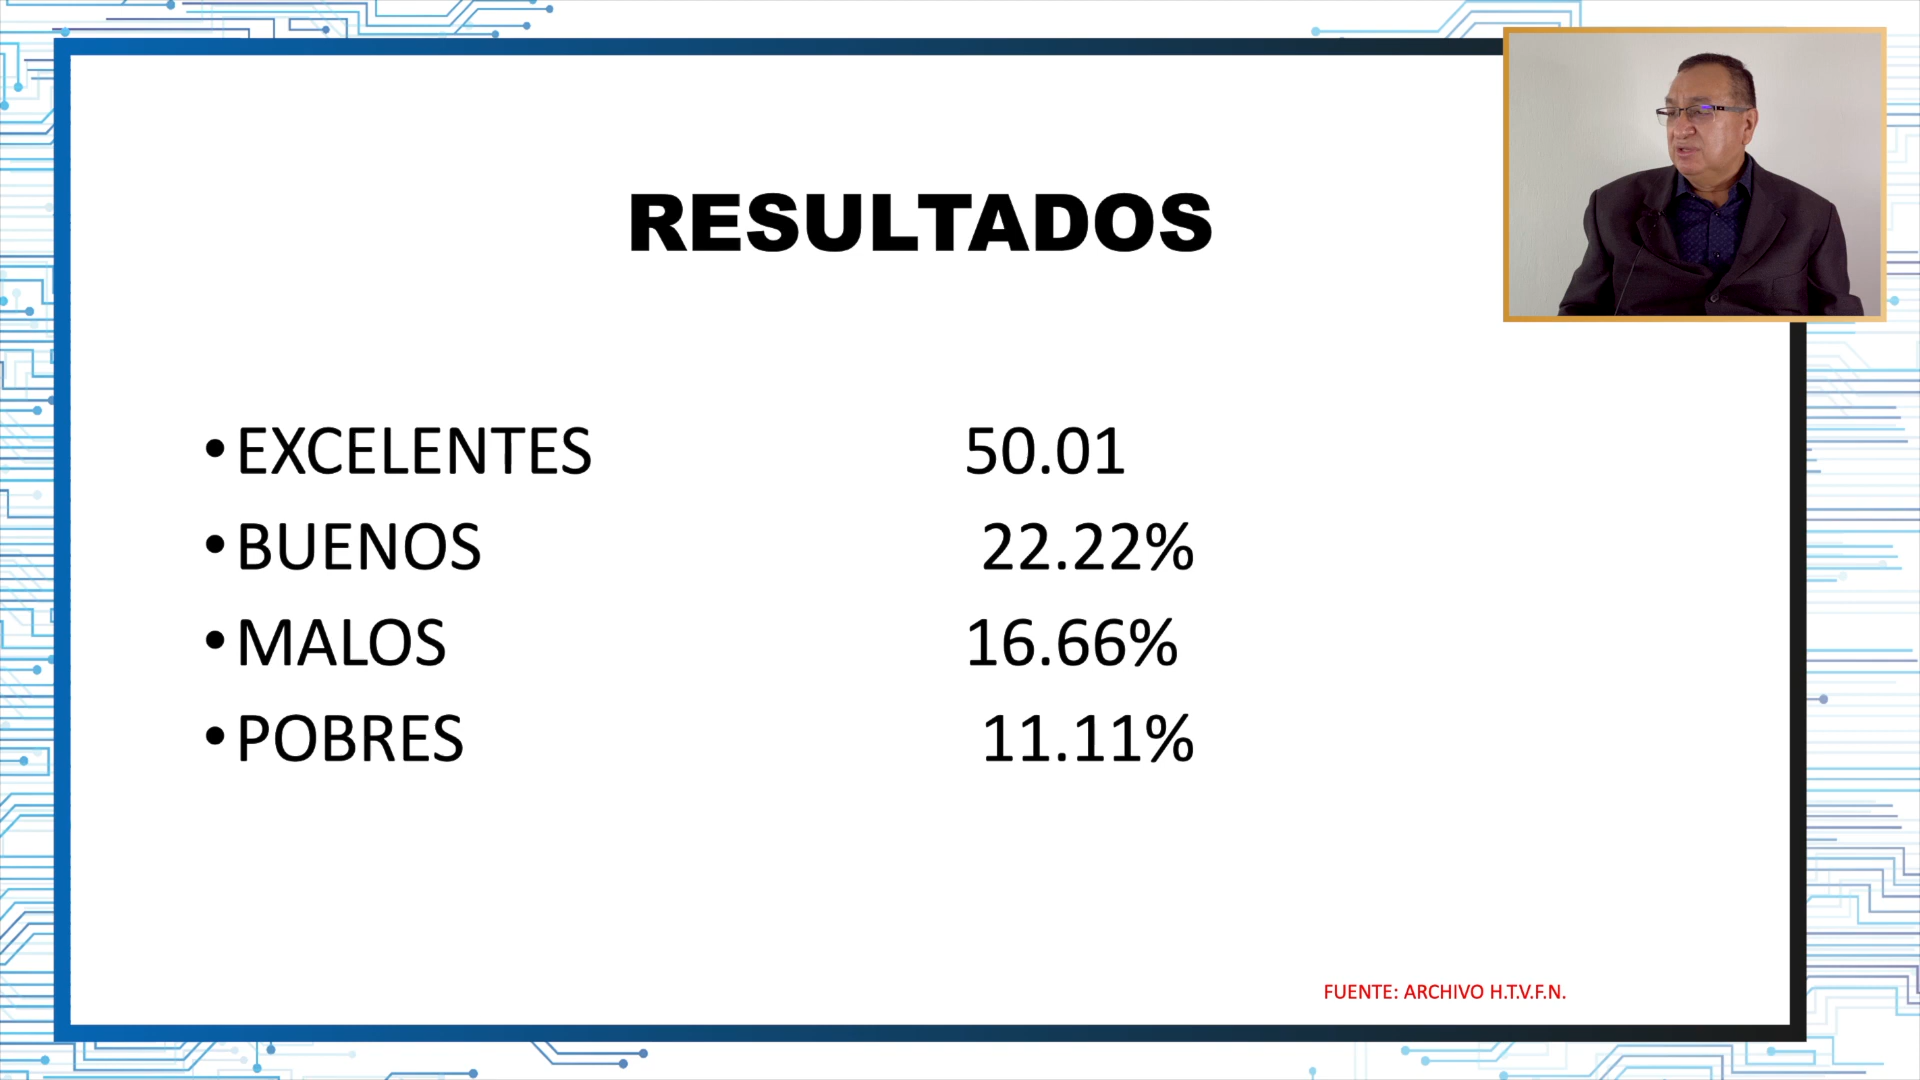 RESULTADOS
• EXCELENTES 50.01
• BUENOS 22.22%
• MALOS 16.66%
• POBRES 11.11%
FUENTE: ARCHIVO H.T.V.F.N.